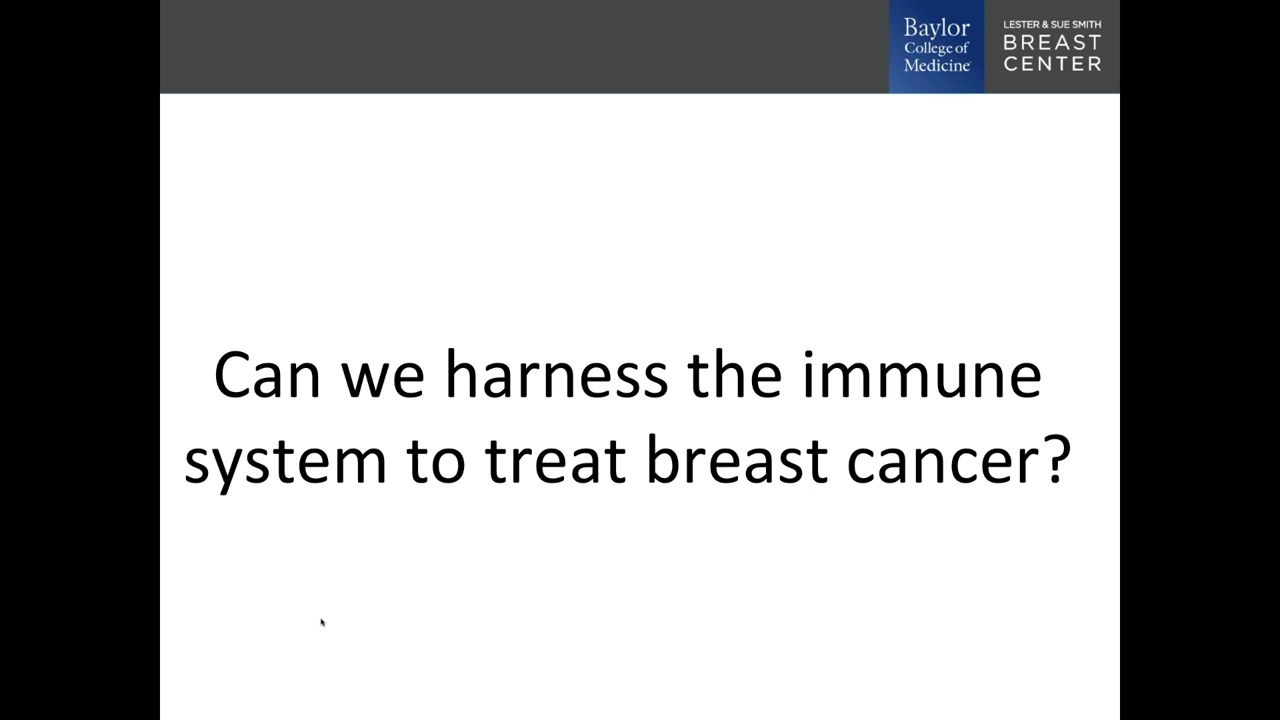 Baylor
College of
Medicine
LESTER & SUE SMITH
BREAST
CENTER
Can we harness the immune
system to treat breast cancer?